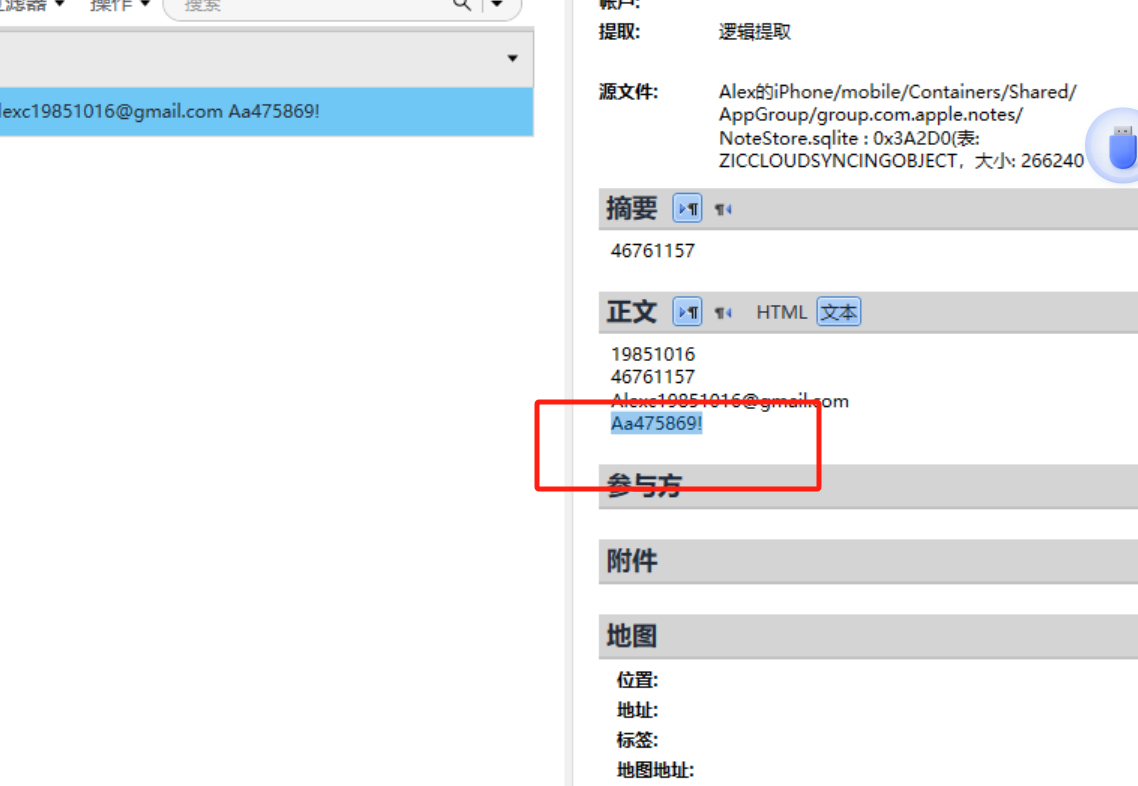 过滤器 操作 搜索
lexc19851016@gmail.com Aa475869!
帐户:
提取: 逻辑提取
源文件: Alex的iPhone/mobile/Containers/Shared/
AppGroup/group.com.apple.notes/
NoteStore.sqlite : 0x3A2D0(表:
ZICCLOUDSYNCINGOBJECT，大小: 266240
摘要
46761157
正文 HTML 文本
19851016
46761157
Alexc19851016@gmail.com
Aa475869!
参与方
附件
地图
位置:
地址:
标签:
地图地址: